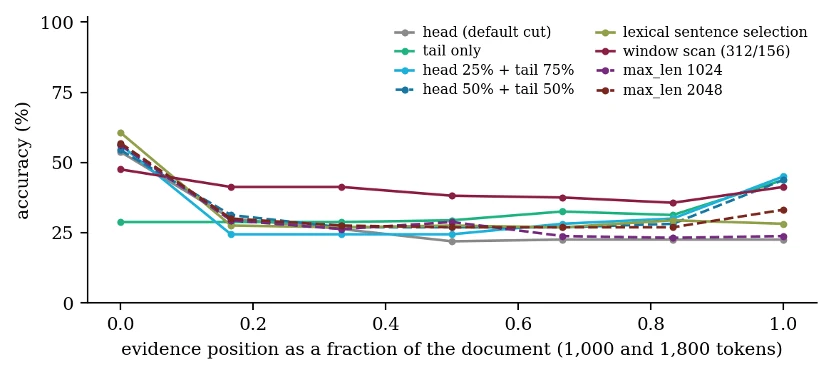 100
75
50
25
0
accuracy (%)
head (default cut)
tail only
head 25% + tail 75%
head 50% + tail 50%
lexical sentence selection
window scan (312/156)
max_len 1024
max_len 2048
0.0 0.2 0.4 0.6 0.8 1.0
evidence position as a fraction of the document (1,000 and 1,800 tokens)